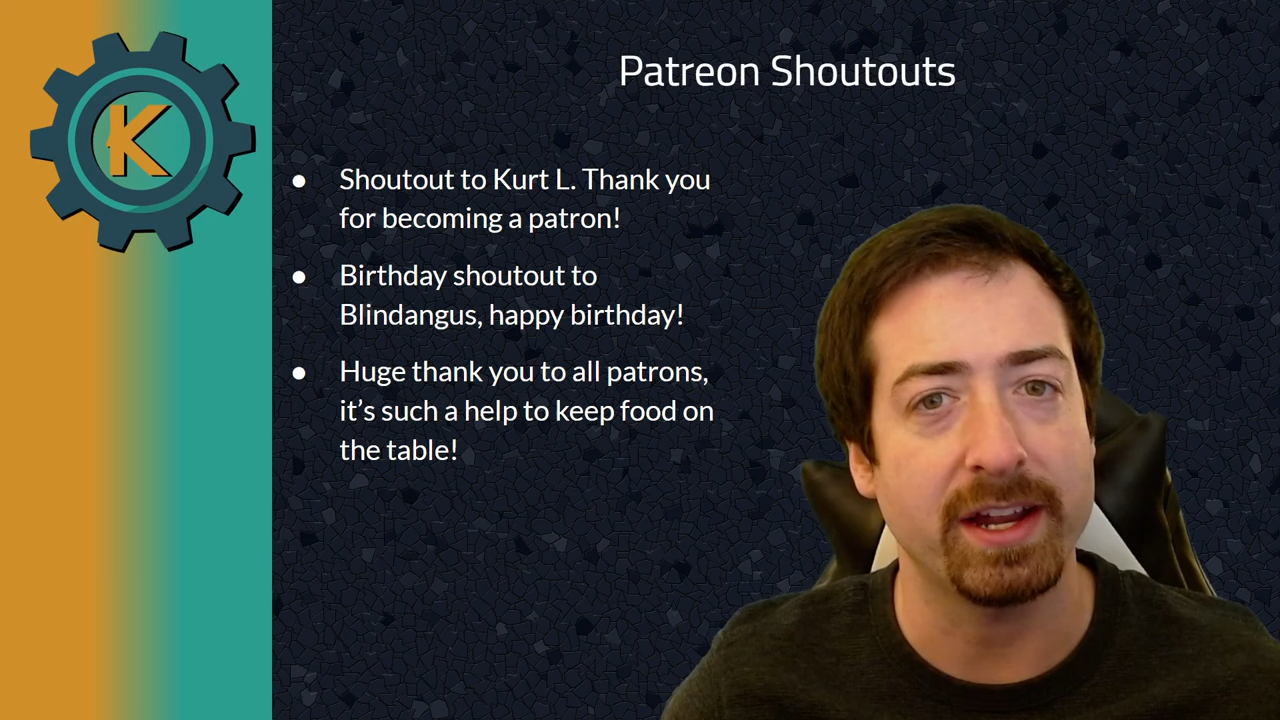 K
Patreon Shoutouts
● Shoutout to Kurt L. Thank you
for becoming a patron!
● Birthday shoutout to
Blindangus, happy birthday!
● Huge thank you to all patrons,
it’s such a help to keep food on
the table!